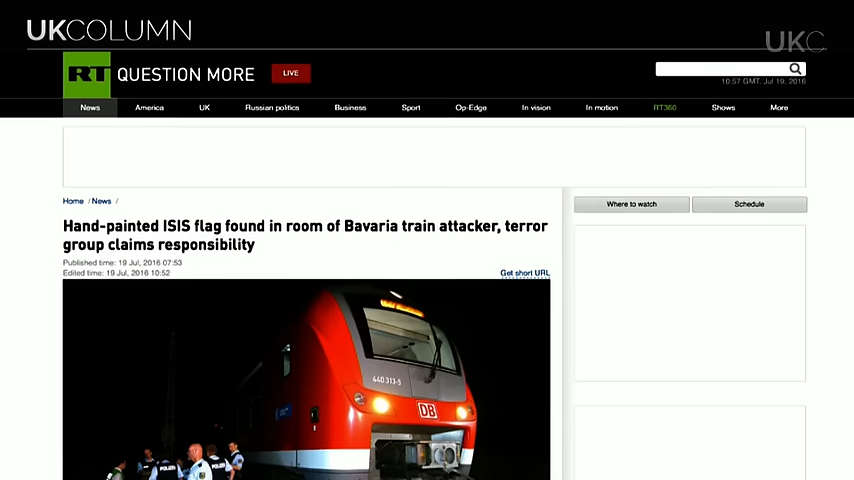 UKCOLUMN
UKC
RT QUESTION MORE LIVE
10:57 GMT, Jul 19, 2016
News America UK Russian politics Business Sport Op-Edge In vision In motion RT360 Shows More
Home / News /
Where to watch Schedule
Hand-painted ISIS flag found in room of Bavaria train attacker, terror
group claims responsibility
Published time: 19 Jul, 2016 07:53
Edited time: 19 Jul, 2016 10:52
Get short URL
440 313-5
DB
POLIZEI
POLIZEI